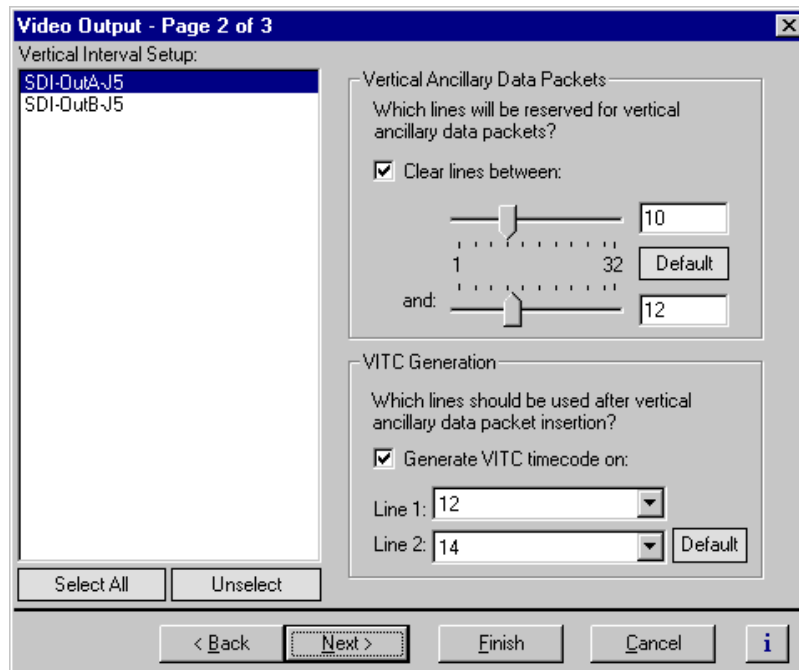 Video Output - Page 2 of 3
Vertical Interval Setup:
SDI-OutA-J5
SDI-OutB-J5
Select All
Unselect
Vertical Ancillary Data Packets
Which lines will be reserved for vertical
ancillary data packets?
Clear lines between:
10
1
32
Default
and:
12
VITC Generation
Which lines should be used after vertical
ancillary data packet insertion?
Generate VITC timecode on:
Line 1: 12
Line 2: 14
Default
< Back
Next >
Finish
Cancel
i